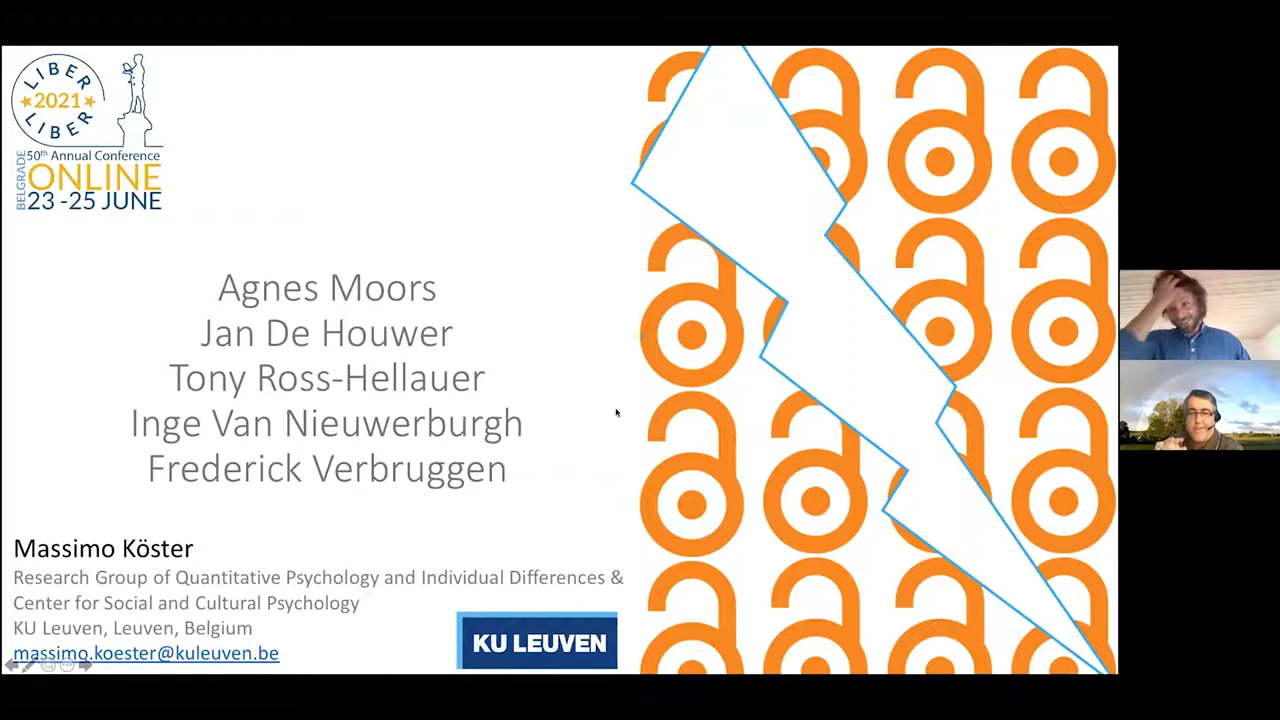 LIBER
2021
LIBER
BELGRADE
50th Annual Conference
ONLINE
23 -25 JUNE
Agnes Moors
Jan De Houwer
Tony Ross-Hellauer
Inge Van Nieuwerburgh
Frederick Verbruggen
Massimo Köster
Research Group of Quantitative Psychology and Individual Differences &
Center for Social and Cultural Psychology
KU Leuven, Leuven, Belgium
massimo.koester@kuleuven.be
KU LEUVEN